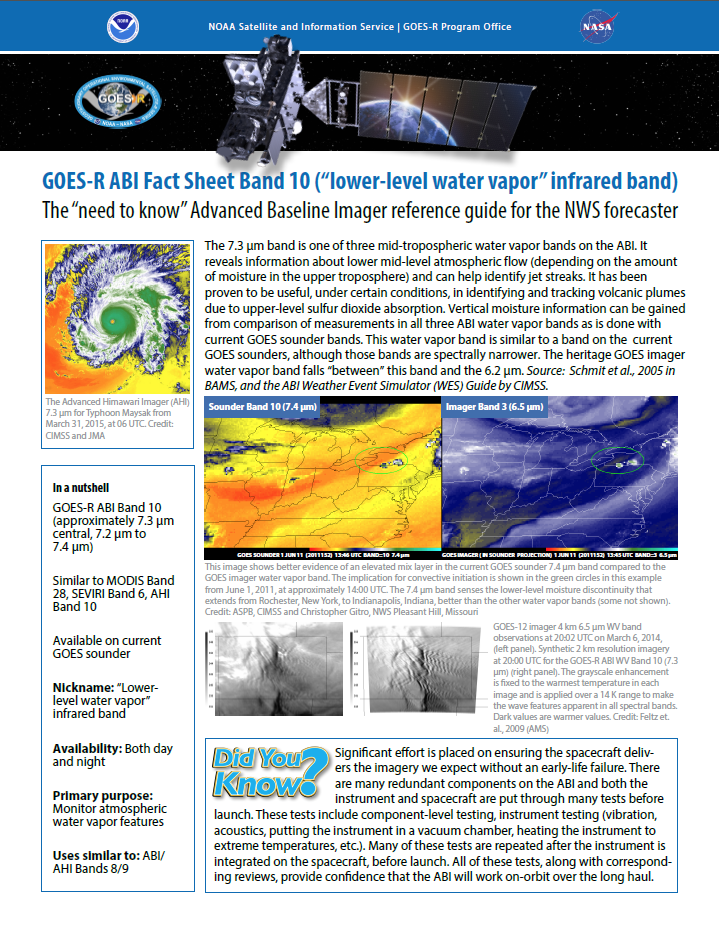 NOAA Satellite and Information Service | GOES-R Program Office
NOAA
NASA
GOES R
NOAA - NASA
GOES-R ABI Fact Sheet Band 10 (“lower-level water vapor” infrared band)
The “need to know” Advanced Baseline Imager reference guide for the NWS forecaster
The Advanced Himawari Imager (AHI)
7.3 µm for Typhoon Maysak from
March 31, 2015, at 06 UTC. Credit:
CIMSS and JMA
The 7.3 µm band is one of three mid-tropospheric water vapor bands on the ABI. It
reveals information about lower mid-level atmospheric flow (depending on the amount
of moisture in the upper troposphere) and can help identify jet streaks. It has been
proven to be useful, under certain conditions, in identifying and tracking volcanic plumes
due to upper-level sulfur dioxide absorption. Vertical moisture information can be gained
from comparison of measurements in all three ABI water vapor bands as is done with
current GOES sounder bands. This water vapor band is similar to a band on the current
GOES sounders, although those bands are spectrally narrower. The heritage GOES imager
water vapor band falls “between” this band and the 6.2 µm. Source: Schmit et al., 2005 in
BAMS, and the ABI Weather Event Simulator (WES) Guide by CIMSS.
Sounder Band 10 (7.4 µm)
Imager Band 3 (6.5 µm)
GOES SOUNDER 1 JUN 11 (2011152) 13:46 UTC BAND=10 7.4 µm
GOES IMAGER ( IN SOUNDER PROJECTION) 1 JUN 11 (2011152) 13:45 UTC BAND=3 6.5 µm
This image shows better evidence of an elevated mix layer in the current GOES sounder 7.4 µm band compared to the
GOES imager water vapor band. The implication for convective initiation is shown in the green circles in this example
from June 1, 2011, at approximately 14:00 UTC. The 7.4 µm band senses the lower-level moisture discontinuity that
extends from Rochester, New York, to Indianapolis, Indiana, better than the other water vapor bands (some not shown).
Credit: ASPB, CIMSS and Christopher Gitro, NWS Pleasant Hill, Missouri
GOES-12 imager 4 km 6.5 µm WV band
observations at 20:02 UTC on March 6, 2014,
(left panel). Synthetic 2 km resolution imagery
at 20:00 UTC for the GOES-R ABI WV Band 10 (7.3
µm) (right panel). The grayscale enhancement
is fixed to the warmest temperature in each
image and is applied over a 14 K range to make
the wave features apparent in all spectral bands.
Dark values are warmer values. Credit: Feltz et.
al., 2009 (AMS)
In a nutshell
GOES-R ABI Band 10
(approximately 7.3 µm
central, 7.2 µm to
7.4 µm)
Similar to MODIS Band
28, SEVIRI Band 6, AHI
Band 10
Available on current
GOES sounder
Nickname: “Lower-
level water vapor”
infrared band
Availability: Both day
and night
Primary purpose:
Monitor atmospheric
water vapor features
Uses similar to: ABI/
AHI Bands 8/9
Did You
Know?
Significant effort is placed on ensuring the spacecraft deliv-
ers the imagery we expect without an early-life failure. There
are many redundant components on the ABI and both the
instrument and spacecraft are put through many tests before
launch. These tests include component-level testing, instrument testing (vibration,
acoustics, putting the instrument in a vacuum chamber, heating the instrument to
extreme temperatures, etc.). Many of these tests are repeated after the instrument is
integrated on the spacecraft, before launch. All of these tests, along with correspond-
ing reviews, provide confidence that the ABI will work on-orbit over the long haul.